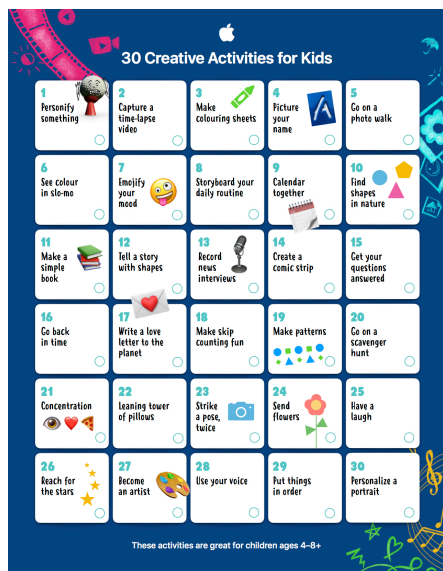 30 Creative Activities for Kids
1
Personify
something
2
Capture a
time-lapse
video
3
Make
colouring sheets
4
Picture
your
name
5
Go on a
photo walk
6
See colour
in slo-mo
7
Emojify
your
mood
8
Storyboard your
daily routine
9
Calendar
together
10
Find
shapes
in nature
11
Make a
simple
book
12
Tell a story
with shapes
13
Record
news
interviews
14
Create a
comic strip
15
Get your
questions
answered
16
Go back
in time
17
Write a love
letter to the
planet
18
Make skip
counting fun
19
Make patterns
20
Go on a
scavenger
hunt
21
Concentration
22
Leaning tower
of pillows
23
Strike
a pose,
twice
24
Send
flowers
25
Have a
laugh
26
Reach for
the stars
27
Become
an artist
28
Use your voice
29
Put things
in order
30
Personalize a
portrait
These activities are great for children ages 4–8+